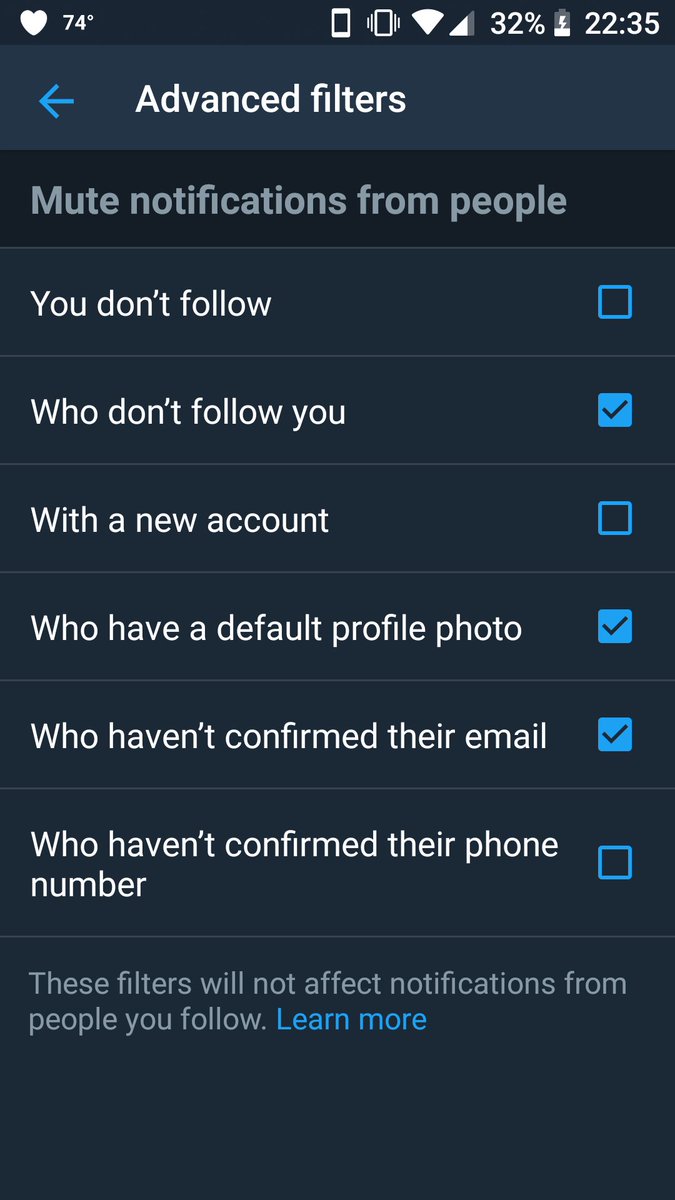 74° 32% 22:35
Advanced filters
Mute notifications from people
You don’t follow
Who don’t follow you
With a new account
Who have a default profile photo
Who haven’t confirmed their email
Who haven’t confirmed their phone
number
These filters will not affect notifications from
people you follow. Learn more